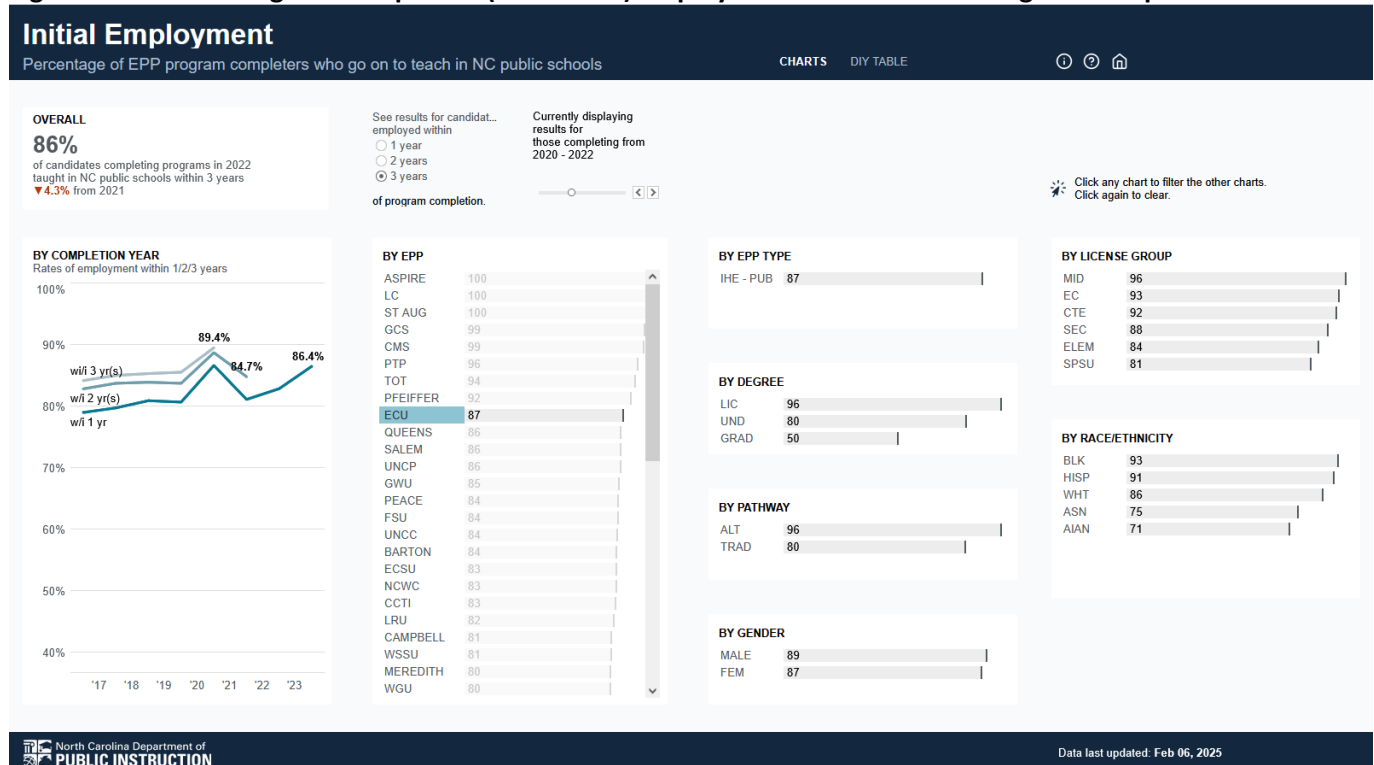 Initial Employment
Percentage of EPP program completers who go on to teach in NC public schools
CHARTS DIY TABLE
OVERALL
86%
of candidates completing programs in 2022
taught in NC public schools within 3 years
▼4.3% from 2021
See results for candidat...
employed within
1 year
2 years
3 years
of program completion.
Currently displaying
results for
those completing from
2020 - 2022
< >
Click any chart to filter the other charts.
Click again to clear.
BY COMPLETION YEAR
Rates of employment within 1/2/3 years
100%
90%
80%
70%
60%
50%
40%
wi/i 3 yr(s)
w/i 2 yr(s)
w/i 1 yr
89.4%
84.7%
86.4%
'17 '18 '19 '20 '21 '22 '23
BY EPP
ASPIRE 100
LC 100
ST AUG 100
GCS 99
CMS 99
PTP 96
TOT 94
PFEIFFER 92
ECU 87
QUEENS 86
SALEM 86
UNCP 86
GWU 85
PEACE 84
FSU 84
UNCC 84
BARTON 84
ECSU 83
NCWC 83
CCTI 83
LRU 82
CAMPBELL 81
WSSU 81
MEREDITH 80
WGU 80
BY EPP TYPE
IHE - PUB 87
BY DEGREE
LIC 96
UND 80
GRAD 50
BY PATHWAY
ALT 96
TRAD 80
BY GENDER
MALE 89
FEM 87
BY LICENSE GROUP
MID 96
EC 93
CTE 92
SEC 88
ELEM 84
SPSU 81
BY RACE/ETHNICITY
BLK 93
HISP 91
WHT 86
ASN 75
AIAN 71
North Carolina Department of
PUBLIC INSTRUCTION
Data last updated: Feb 06, 2025